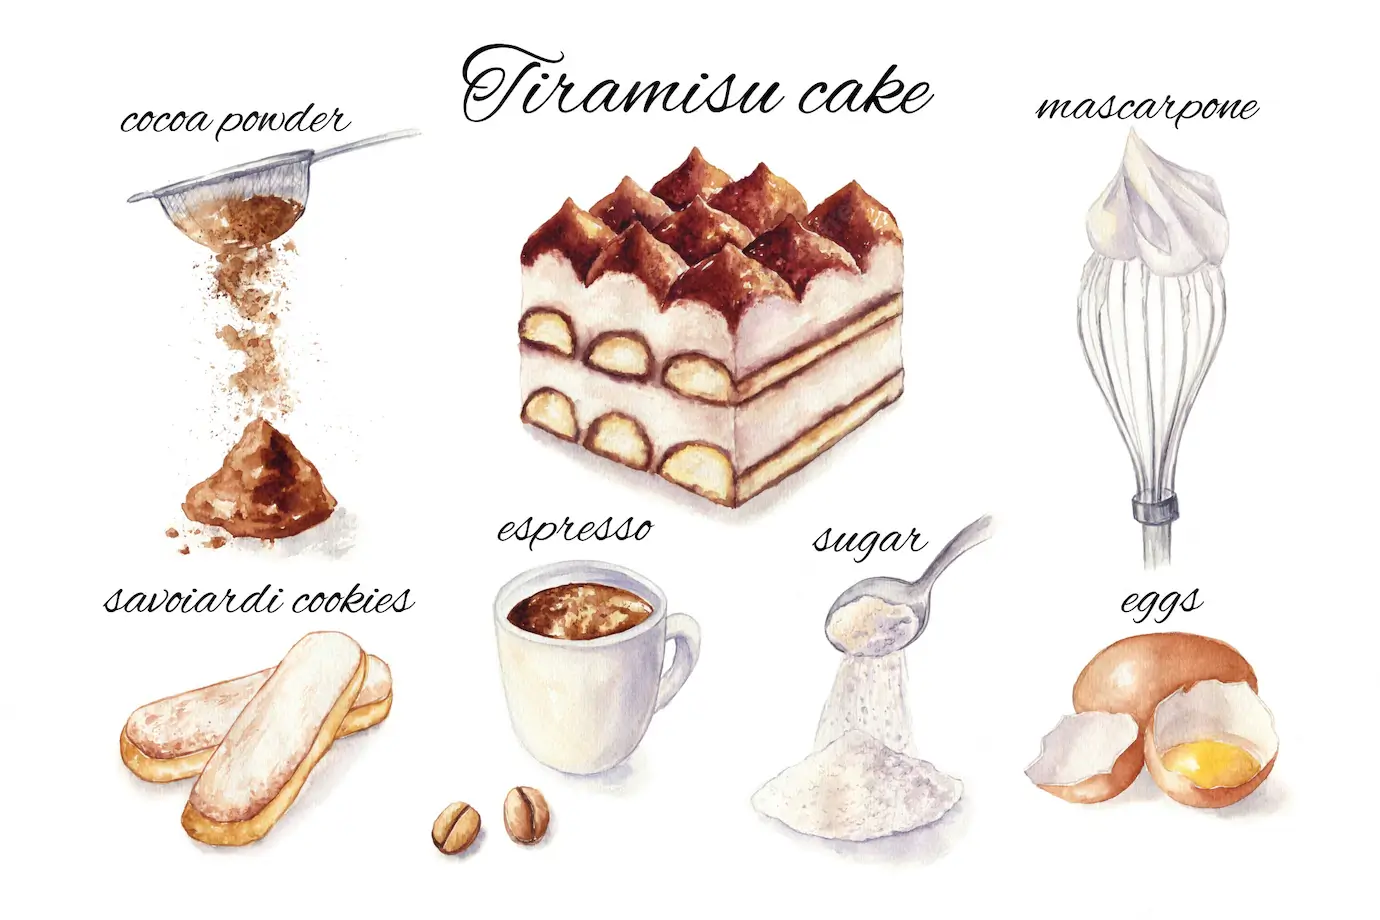 Tiramisu cake
cocoa powder
mascarpone
espresso
sugar
savoiardi cookies
eggs